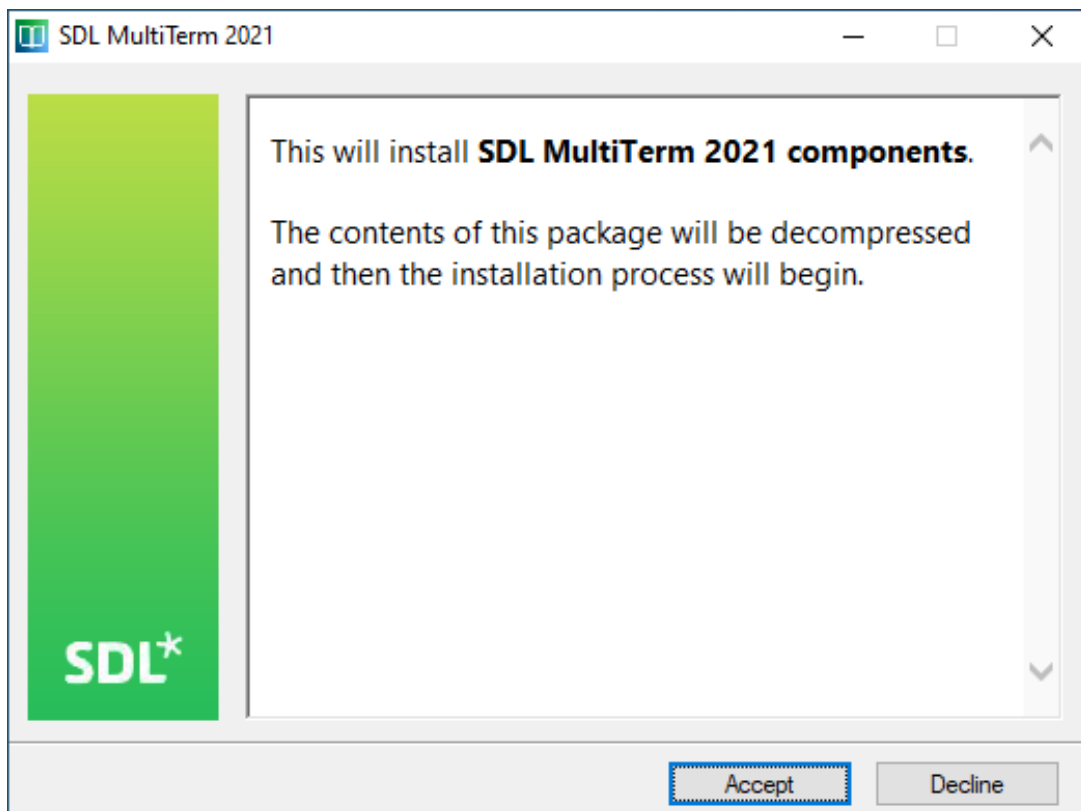 SDL MultiTerm 2021
This will install SDL MultiTerm 2021 components.
The contents of this package will be decompressed
and then the installation process will begin.
SDL*
Accept
Decline